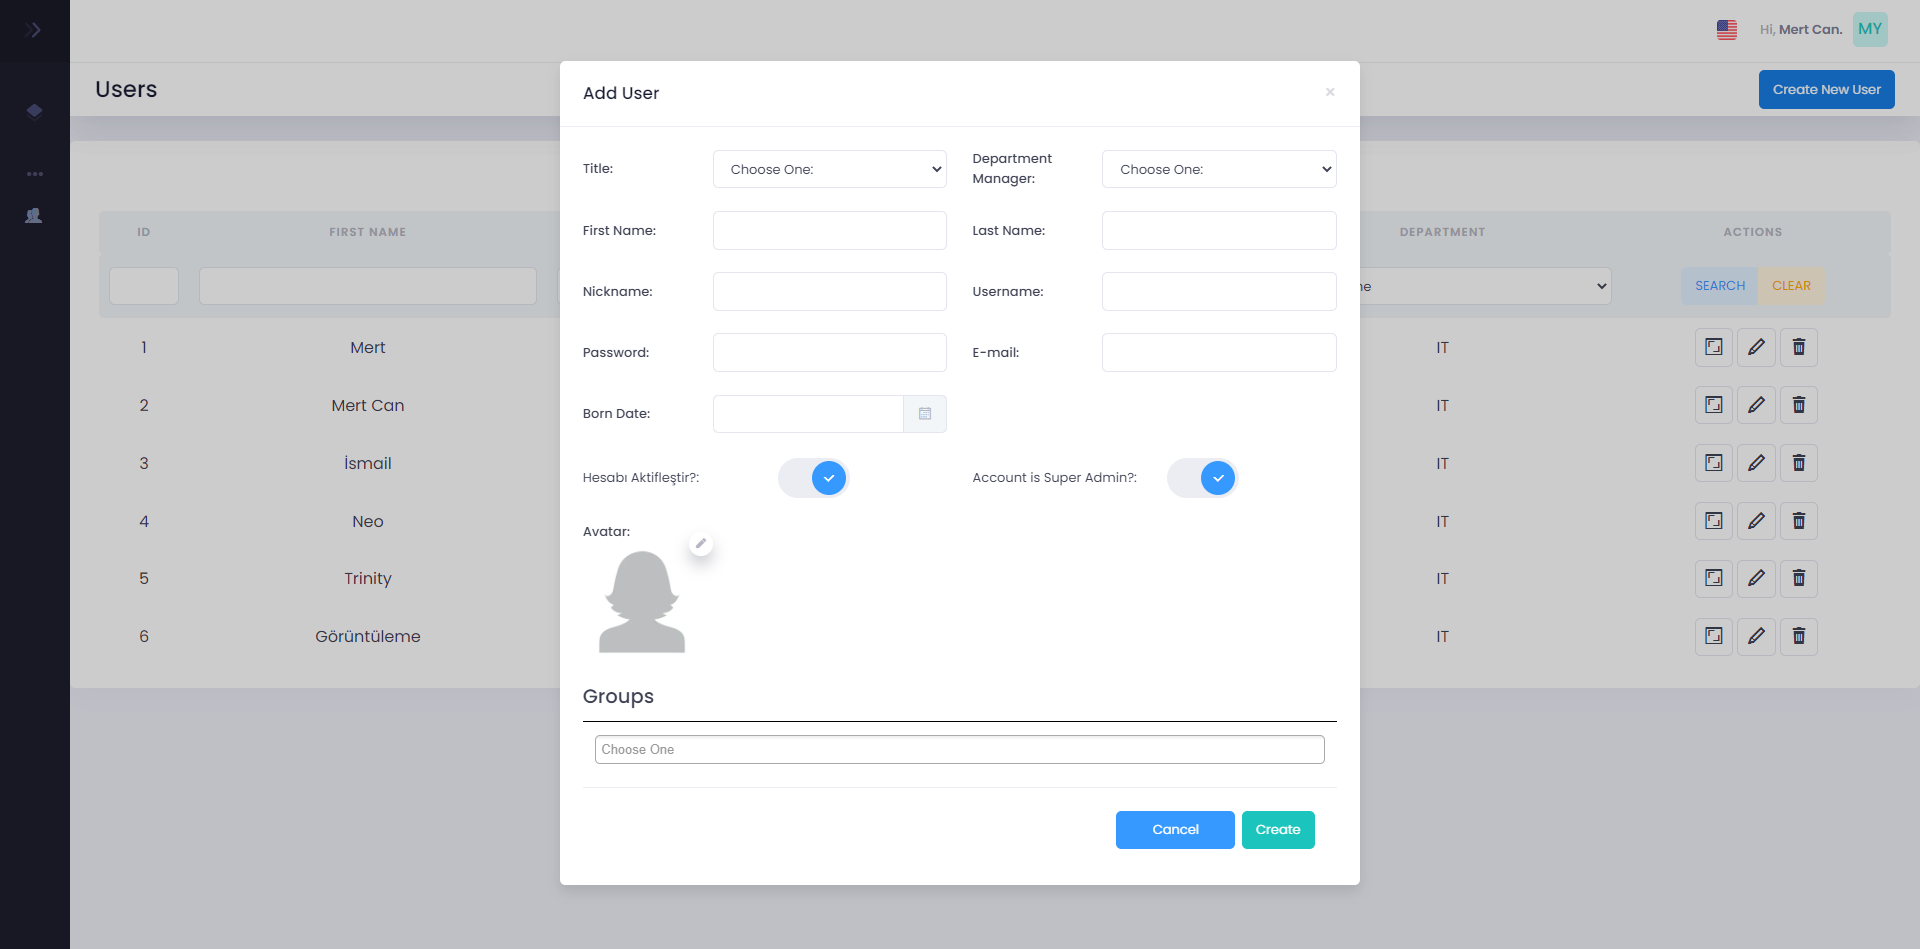 Hi, Mert Can.
MY
Users
Create New User
Add User
×
Title:
Choose One:
Department
Manager:
Choose One:
First Name:
Last Name:
Nickname:
Username:
Password:
E-mail:
Born Date:
Hesabı Aktifleştir?:
Account is Super Admin?:
Avatar:
Groups
Choose One
Cancel
Create
ID
FIRST NAME
DEPARTMENT
ACTIONS
SEARCH
CLEAR
1
Mert
IT
2
Mert Can
IT
3
İsmail
IT
4
Neo
IT
5
Trinity
IT
6
Görüntüleme
IT